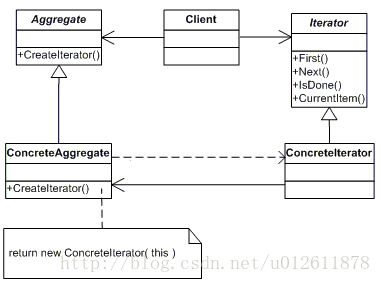 Aggregate
Client
Iterator
+CreateIterator()
+First()
+Next()
+IsDone()
+CurrentItem()
ConcreteAggregate
ConcreteIterator
+CreateIterator()
return new ConcreteIterator( this )
http://blog.csdn.net/u012611878